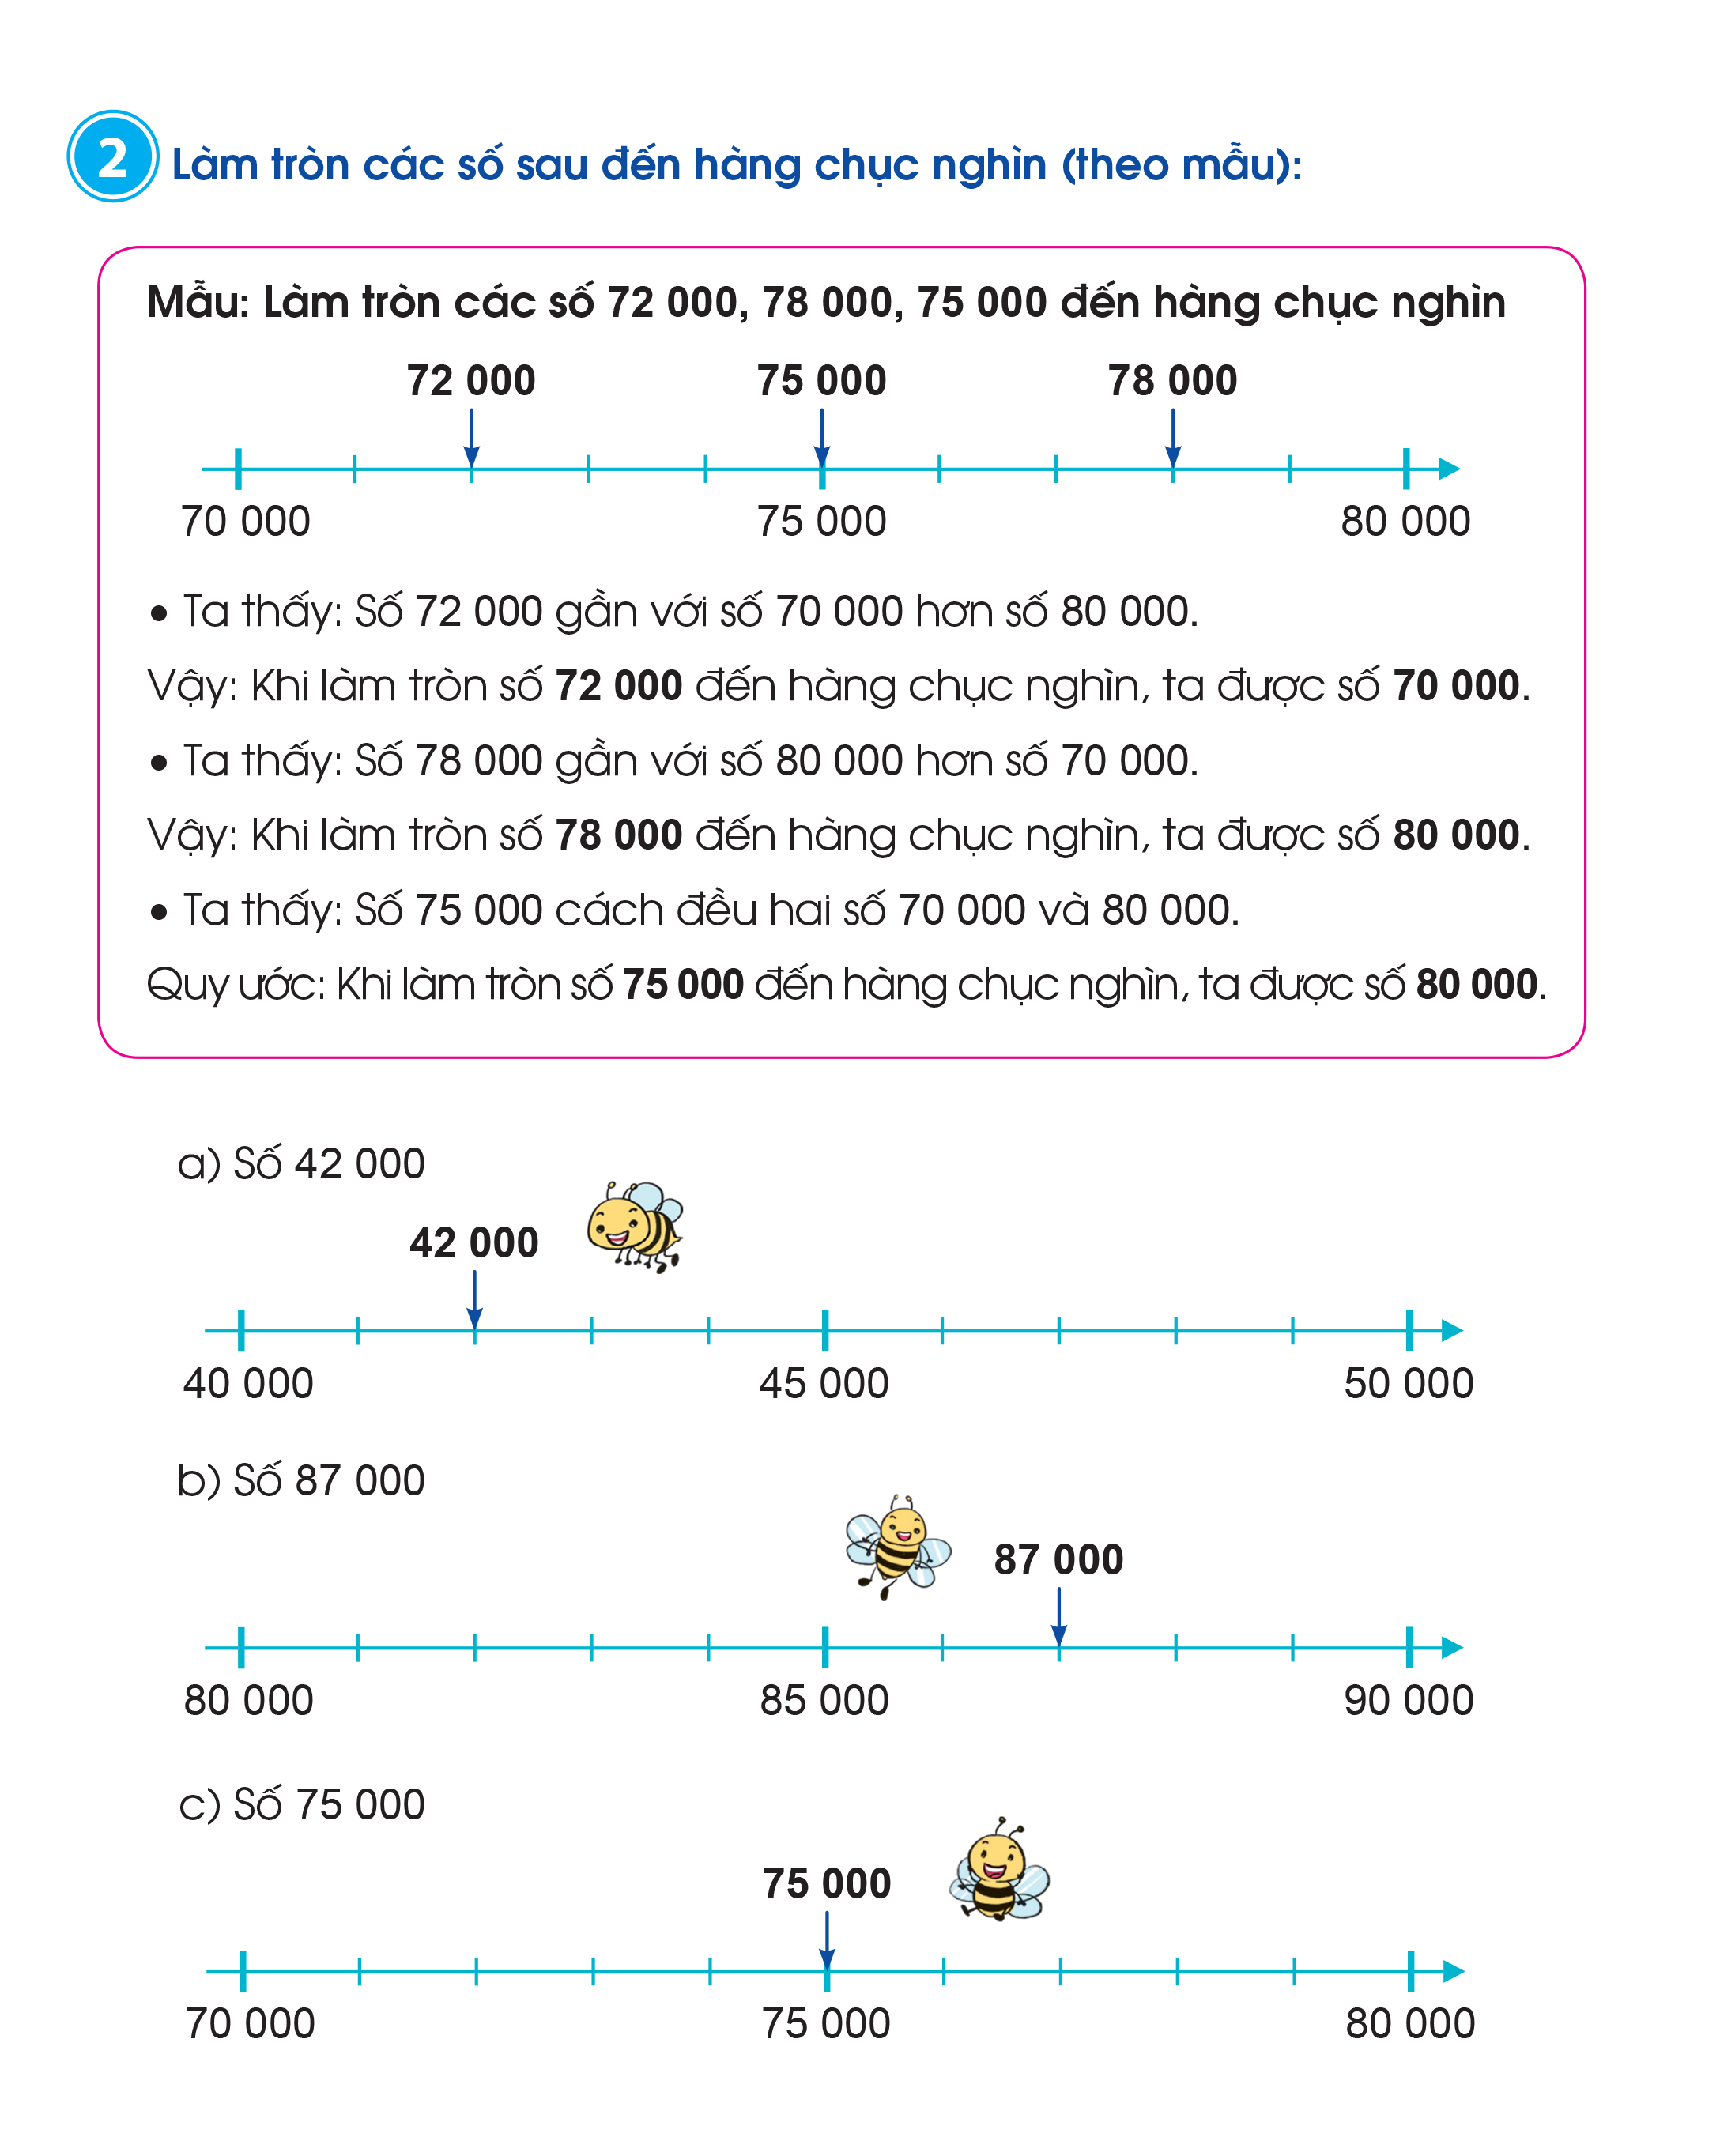 2 Làm tròn các số sau đến hàng chục nghìn (theo mẫu):
Mẫu: Làm tròn các số 72 000, 78 000, 75 000 đến hàng chục nghìn
72 000 75 000 78 000
70 000 75 000 80 000
• Ta thấy: Số 72 000 gần với số 70 000 hơn số 80 000.
Vậy: Khi làm tròn số 72 000 đến hàng chục nghìn, ta được số 70 000.
• Ta thấy: Số 78 000 gần với số 80 000 hơn số 70 000.
Vậy: Khi làm tròn số 78 000 đến hàng chục nghìn, ta được số 80 000.
• Ta thấy: Số 75 000 cách đều hai số 70 000 và 80 000.
Quy ước: Khi làm tròn số 75 000 đến hàng chục nghìn, ta được số 80 000.
a) Số 42 000
42 000
40 000 45 000 50 000
b) Số 87 000
87 000
80 000 85 000 90 000
c) Số 75 000
75 000
70 000 75 000 80 000